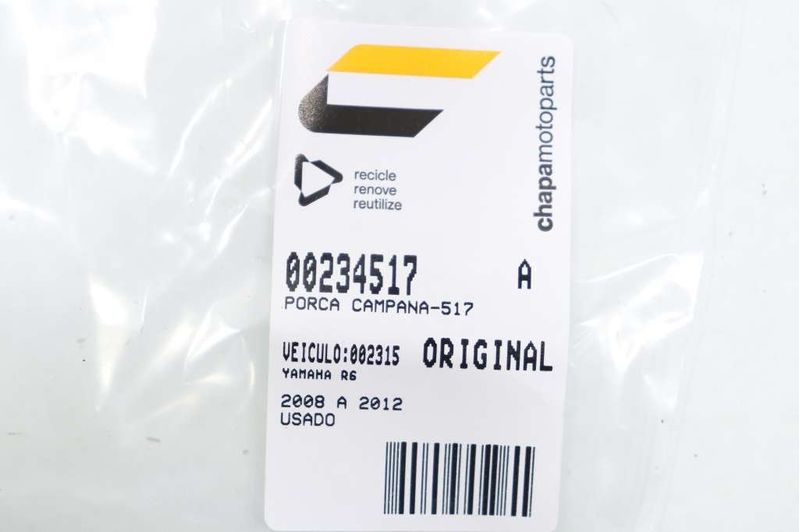 chapamotoparts
recicle
renove
reutilize
00234517 A
PORCA CAMPANA-517
VEICULO:002315 ORIGINAL
YAMAHA R6
2008 A 2012
USADO